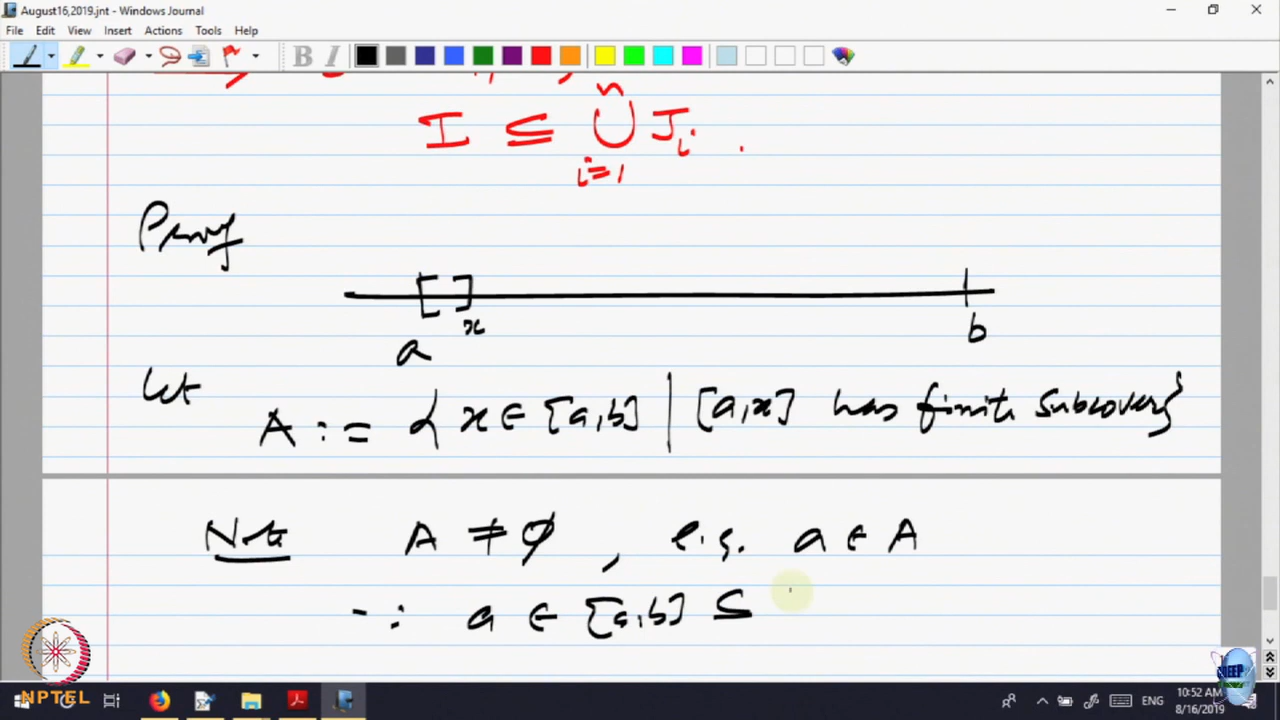 August16,2019.jnt - Windows Journal
File Edit View Insert Actions Tools Help
B I
n
I ⊆ ∪ Jᵢ .
i=1
Proof
[ ]
a x b
Let
A := { x ∈ [a,b] | [a,x] has finite subcover}
Note A ≠ ∅ , e.g. a ∈ A
∵ a ∈ [a,b] ⊆
NPTEL
ENG
10:52 AM
8/16/2019